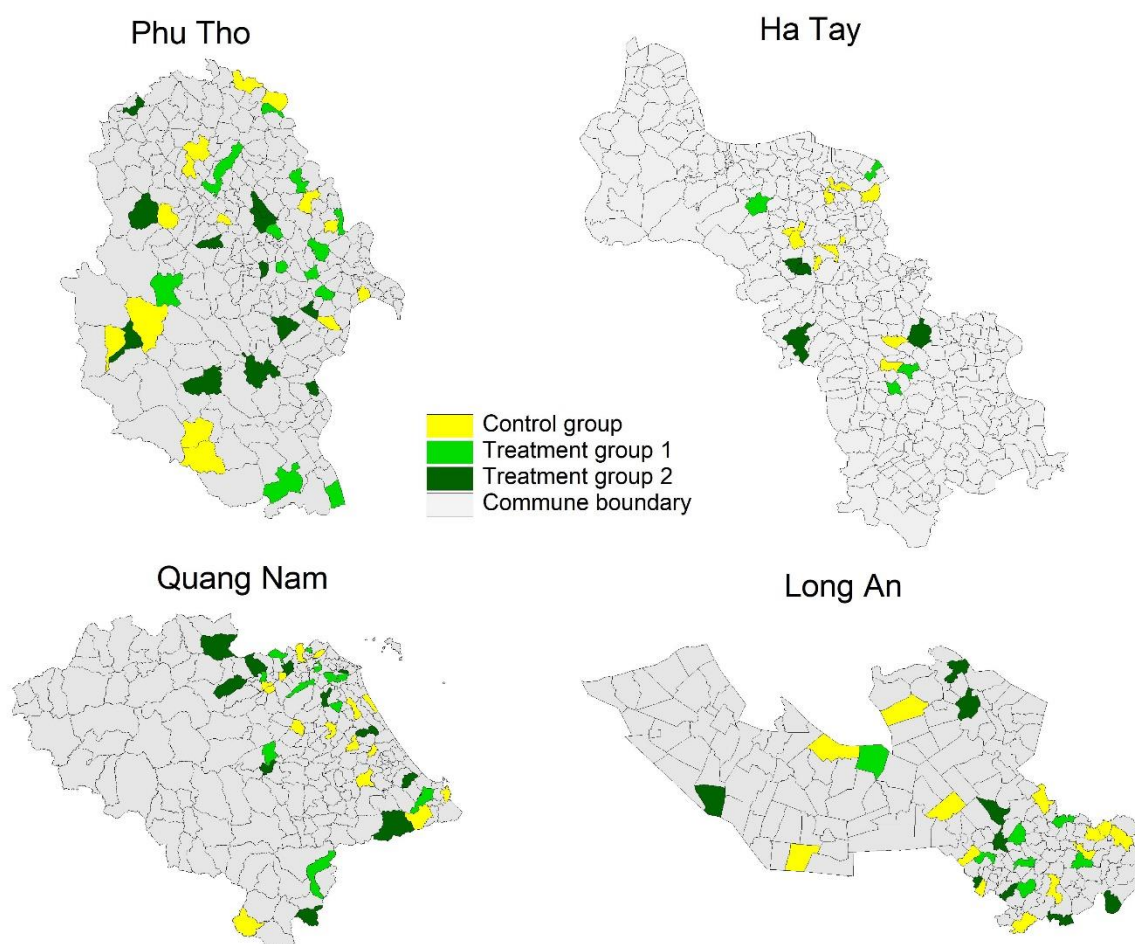 Phu Tho
Ha Tay
Control group
Treatment group 1
Treatment group 2
Commune boundary
Quang Nam
Long An